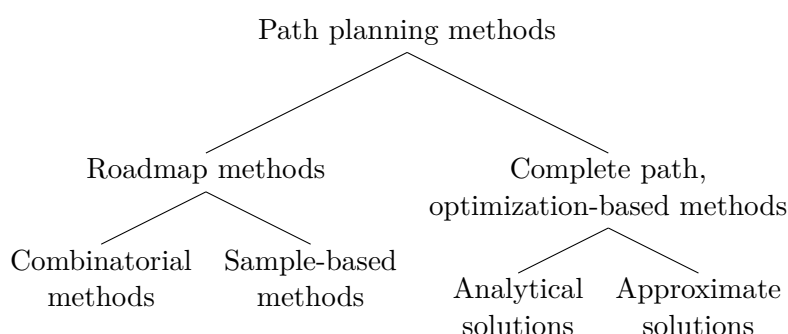 Path planning methods
Roadmap methods
Complete path,
optimization-based methods
Combinatorial
methods
Sample-based
methods
Analytical
solutions
Approximate
solutions